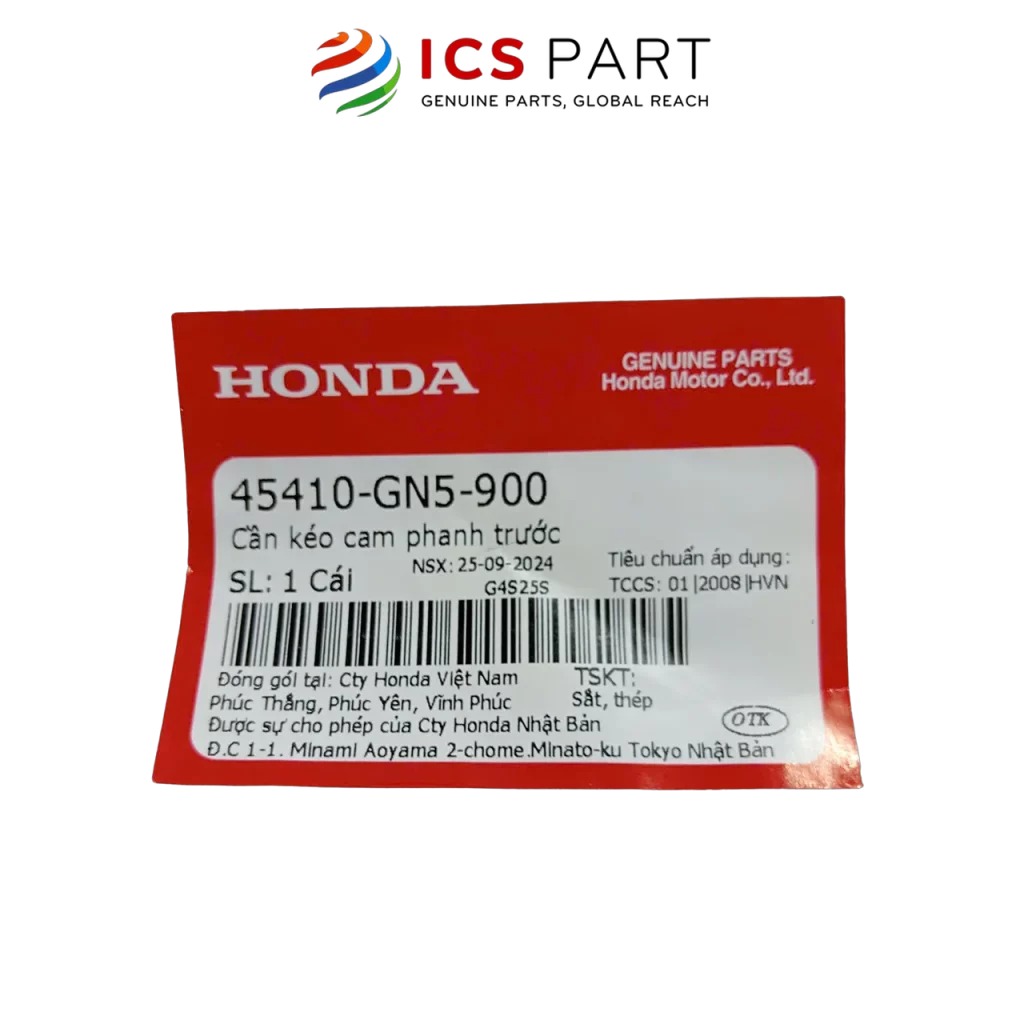 ICS PART
GENUINE PARTS, GLOBAL REACH
HONDA
GENUINE PARTS
Honda Motor Co., Ltd.
45410-GN5-900
Cần kéo cam phanh trước
NSX: 25-09-2024
Tiêu chuẩn áp dụng:
SL: 1 Cái
G4S25S
TCCS: 01|2008|HVN
Đóng gói tại: Cty Honda Việt Nam
TSKT:
Phúc Thắng, Phúc Yên, Vĩnh Phúc
Sắt, thép
Được sự cho phép của Cty Honda Nhật Bản
OTK
Đ.C 1-1. Minami Aoyama 2-chome.Minato-ku Tokyo Nhật Bản